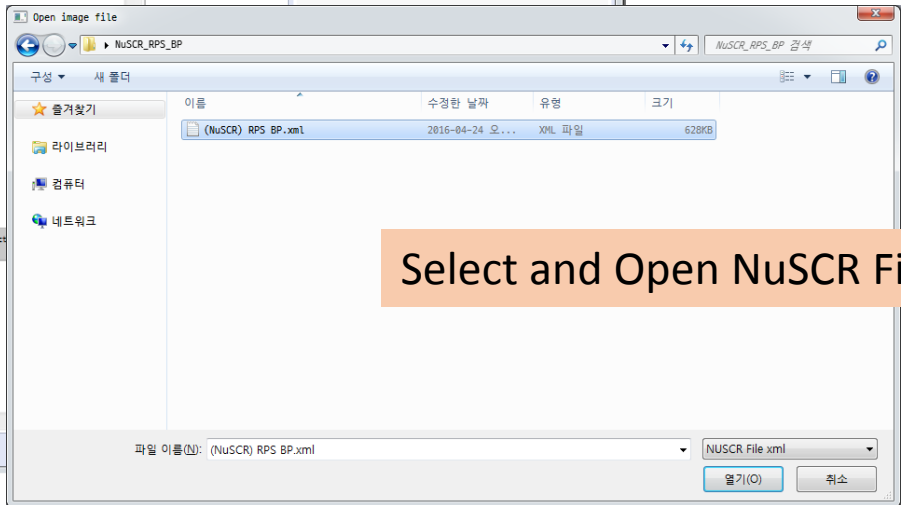 Open image file
NuSCR_RPS_BP
NuSCR_RPS_BP 검색
구성 새 폴더
즐겨찾기
라이브러리
컴퓨터
네트워크
이름 수정한 날짜 유형 크기
(NuSCR) RPS BP.xml 2016-04-24 오... XML 파일 628KB
Select and Open NuSCR Fi
파일 이름(N): (NuSCR) RPS BP.xml NUSCR File xml
열기(O) 취소